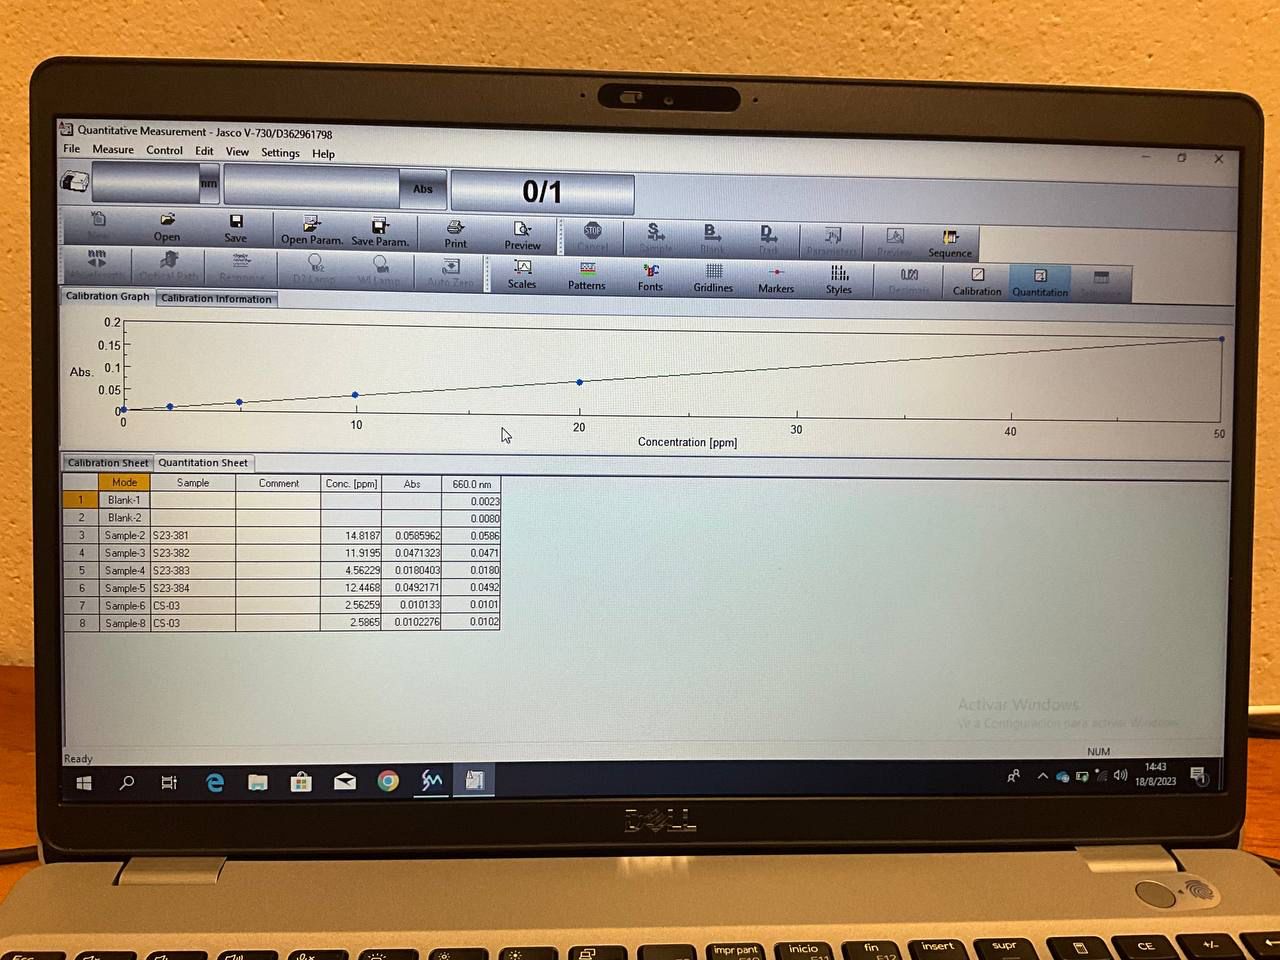 Quantitative Measurement - Jasco V-730/D362961798
File Measure Control Edit View Settings Help
nm Abs 0/1
New Open Save Open Param. Save Param. Print Preview Cancel Sample Blank Dark Parameters Preview Sequence
nm
D2 Lamp WI Lamp Auto Zero Scales Patterns Fonts Gridlines Markers Styles Decimals Calibration Quantitation
Calibration Graph Calibration Information
0.2
0.15
Abs. 0.1
0.05
0
0 10 20 30 40 50
Concentration [ppm]
Calibration Sheet Quantitation Sheet
Mode Sample Comment Conc. [ppm] Abs 660.0 nm
1 Blank-1 0.0023
2 Blank-2 0.0080
3 Sample-2 S23-381 14.8187 0.0585962 0.0586
4 Sample-3 S23-382 11.9195 0.0471323 0.0471
5 Sample-4 S23-383 4.56229 0.0180403 0.0180
6 Sample-5 S23-384 12.4468 0.0492171 0.0492
7 Sample-6 CS-03 2.56259 0.010133 0.0101
8 Sample-8 CS-03 2.5865 0.0102276 0.0102
Activar Windows
Ve a Configuración para activar Windows.
NUM
Ready
14:43
18/8/2023
DELL
impr pant inicio fin insert supr CE +/-
F10 F11 F12